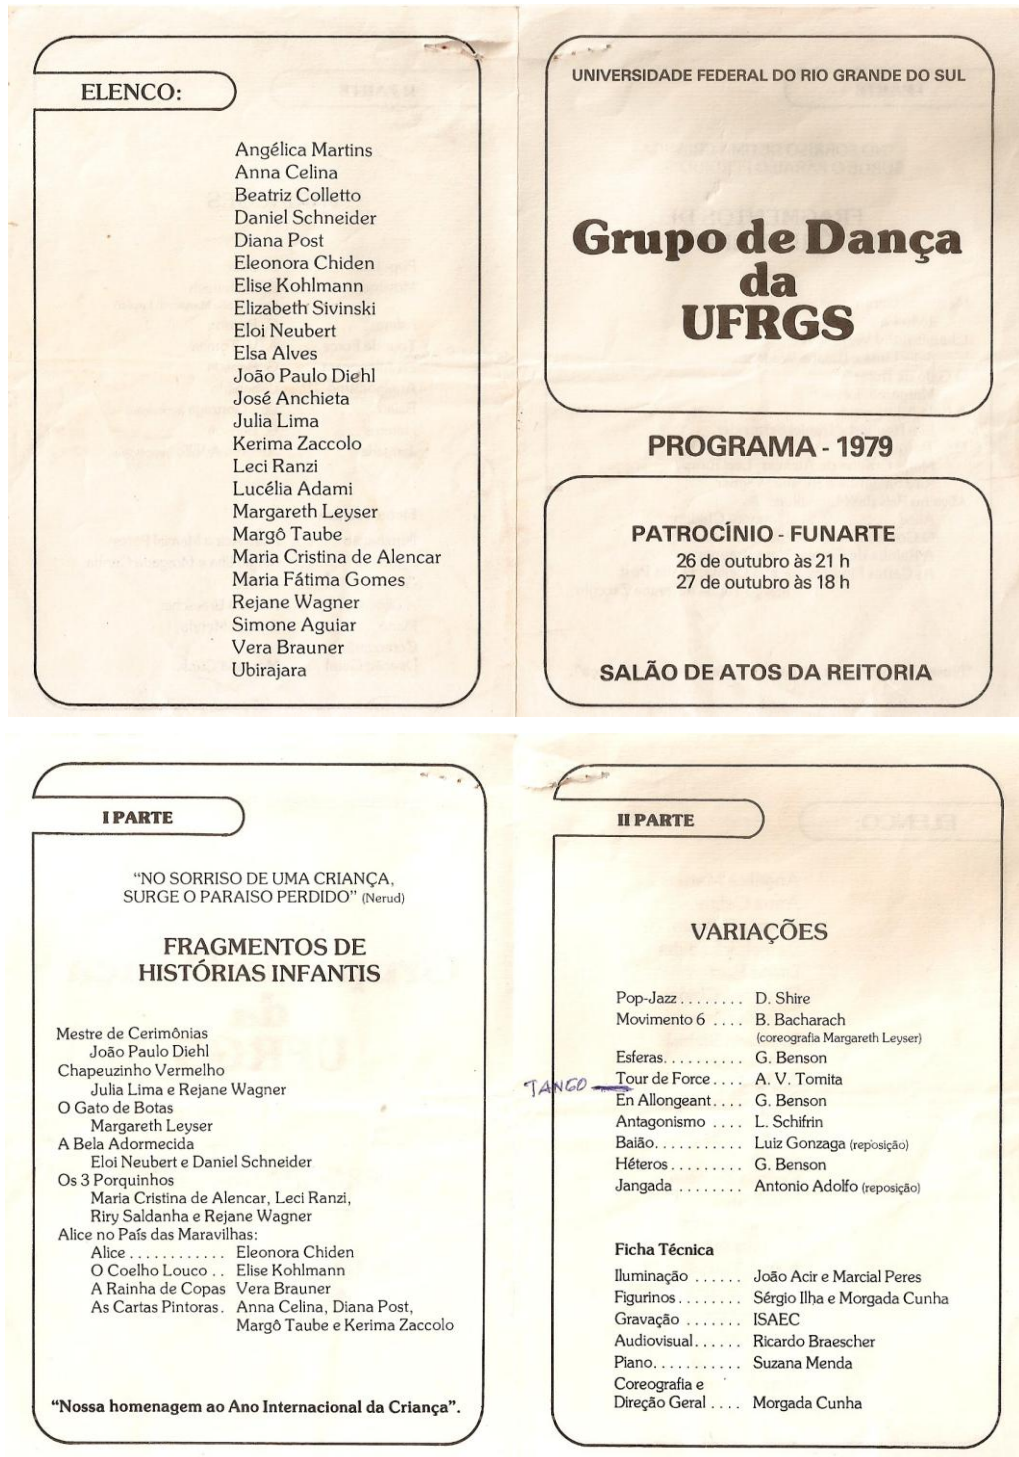 ELENCO:
Angélica Martins
Anna Celina
Beatriz Colletto
Daniel Schneider
Diana Post
Eleonora Chiden
Elise Kohlmann
Elizabeth Sivinski
Eloi Neubert
Elsa Alves
João Paulo Diehl
José Anchieta
Julia Lima
Kerima Zaccolo
Leci Ranzi
Lucélia Adami
Margareth Leyser
Margô Taube
Maria Cristina de Alencar
Maria Fátima Gomes
Rejane Wagner
Simone Aguiar
Vera Brauner
Ubirajara
UNIVERSIDADE FEDERAL DO RIO GRANDE DO SUL
Grupo de Dança
da
UFRGS
PROGRAMA - 1979
PATROCÍNIO - FUNARTE
26 de outubro às 21 h
27 de outubro às 18 h
SALÃO DE ATOS DA REITORIA
I PARTE
“NO SORRISO DE UMA CRIANÇA,
SURGE O PARAISO PERDIDO” (Nerud)
FRAGMENTOS DE
HISTÓRIAS INFANTIS
Mestre de Cerimônias
João Paulo Diehl
Chapeuzinho Vermelho
Julia Lima e Rejane Wagner
O Gato de Botas
Margareth Leyser
A Bela Adormecida
Eloi Neubert e Daniel Schneider
Os 3 Porquinhos
Maria Cristina de Alencar, Leci Ranzi,
Riry Saldanha e Rejane Wagner
Alice no País das Maravilhas:
Alice ............ Eleonora Chiden
O Coelho Louco .. Elise Kohlmann
A Rainha de Copas Vera Brauner
As Cartas Pintoras. Anna Celina, Diana Post,
Margô Taube e Kerima Zaccolo
“Nossa homenagem ao Ano Internacional da Criança”.
II PARTE
VARIAÇÕES
Pop-Jazz ........ D. Shire
Movimento 6 .... B. Bacharach
(coreografia Margareth Leyser)
Esferas.......... G. Benson
TANGO — Tour de Force .... A. V. Tomita
En Allongeant.... G. Benson
Antagonismo .... L. Schifrin
Baião........... Luiz Gonzaga (reposição)
Héteros ......... G. Benson
Jangada ........ Antonio Adolfo (reposição)
Ficha Técnica
Iluminação ...... João Acir e Marcial Peres
Figurinos ........ Sérgio Ilha e Morgada Cunha
Gravação ....... ISAEC
Audiovisual...... Ricardo Braescher
Piano........... Suzana Menda
Coreografia e
Direção Geral .... Morgada Cunha